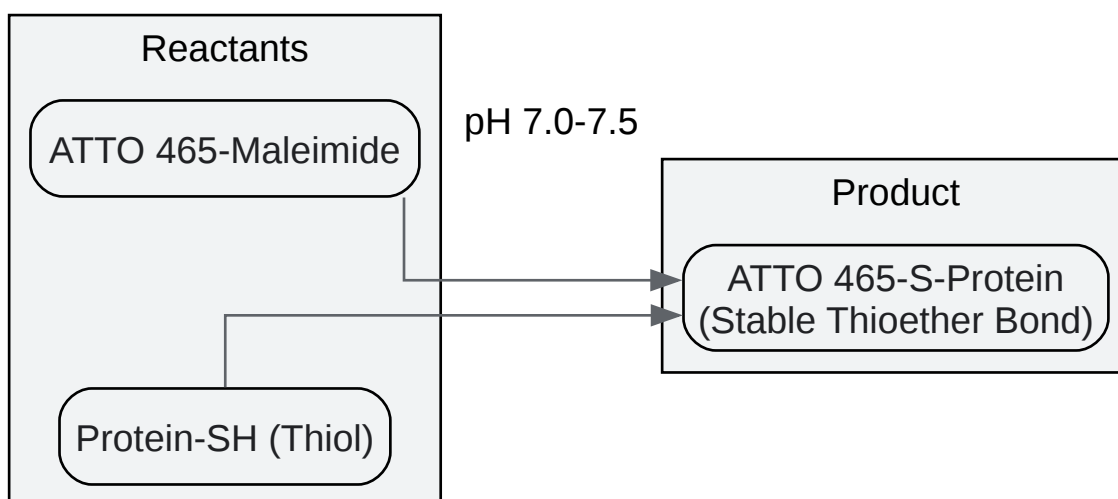 Reactants
ATTO 465-Maleimide
pH 7.0-7.5
Product
ATTO 465-S-Protein
(Stable Thioether Bond)
Protein-SH (Thiol)